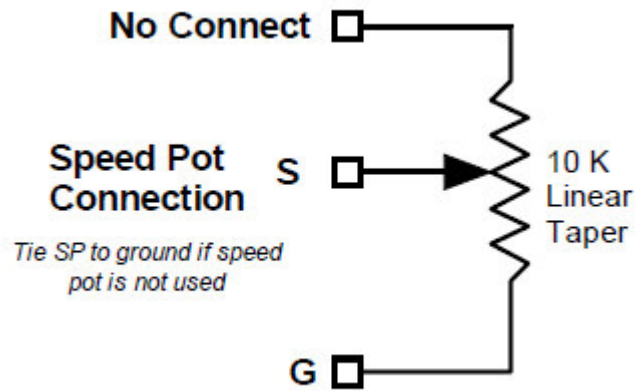 No Connect
Speed Pot
Connection
S
Tie SP to ground if speed
pot is not used
10 K
Linear
Taper
G